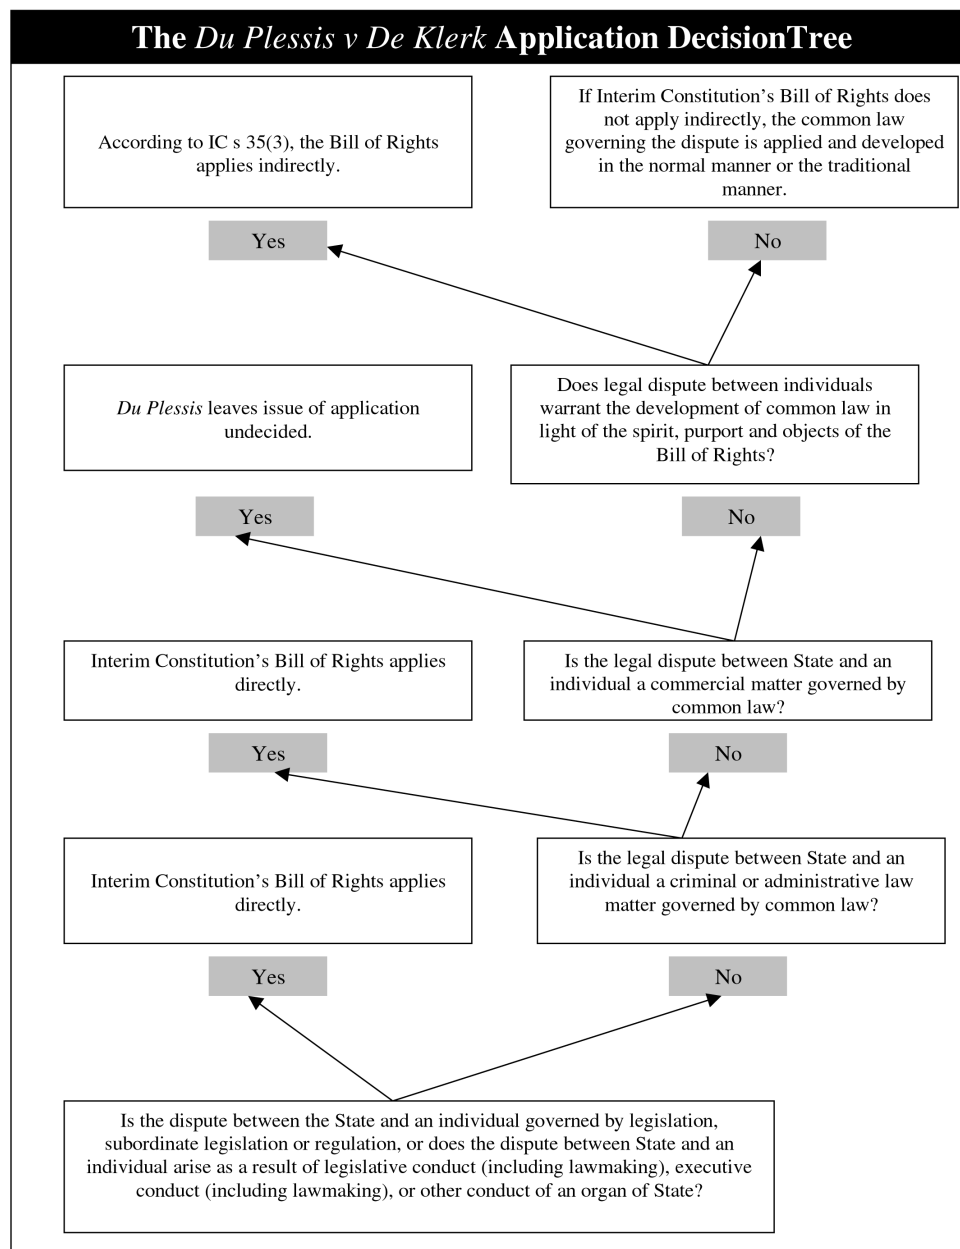 The Du Plessis v De Klerk Application DecisionTree
According to IC s 35(3), the Bill of Rights
applies indirectly.
If Interim Constitution's Bill of Rights does
not apply indirectly, the common law
governing the dispute is applied and developed
in the normal manner or the traditional
manner.
Yes
No
Du Plessis leaves issue of application
undecided.
Does legal dispute between individuals
warrant the development of common law in
light of the spirit, purport and objects of the
Bill of Rights?
Yes
No
Interim Constitution's Bill of Rights applies
directly.
Is the legal dispute between State and an
individual a commercial matter governed by
common law?
Yes
No
Interim Constitution's Bill of Rights applies
directly.
Is the legal dispute between State and an
individual a criminal or administrative law
matter governed by common law?
Yes
No
Is the dispute between the State and an individual governed by legislation,
subordinate legislation or regulation, or does the dispute between State and an
individual arise as a result of legislative conduct (including lawmaking), executive
conduct (including lawmaking), or other conduct of an organ of State?